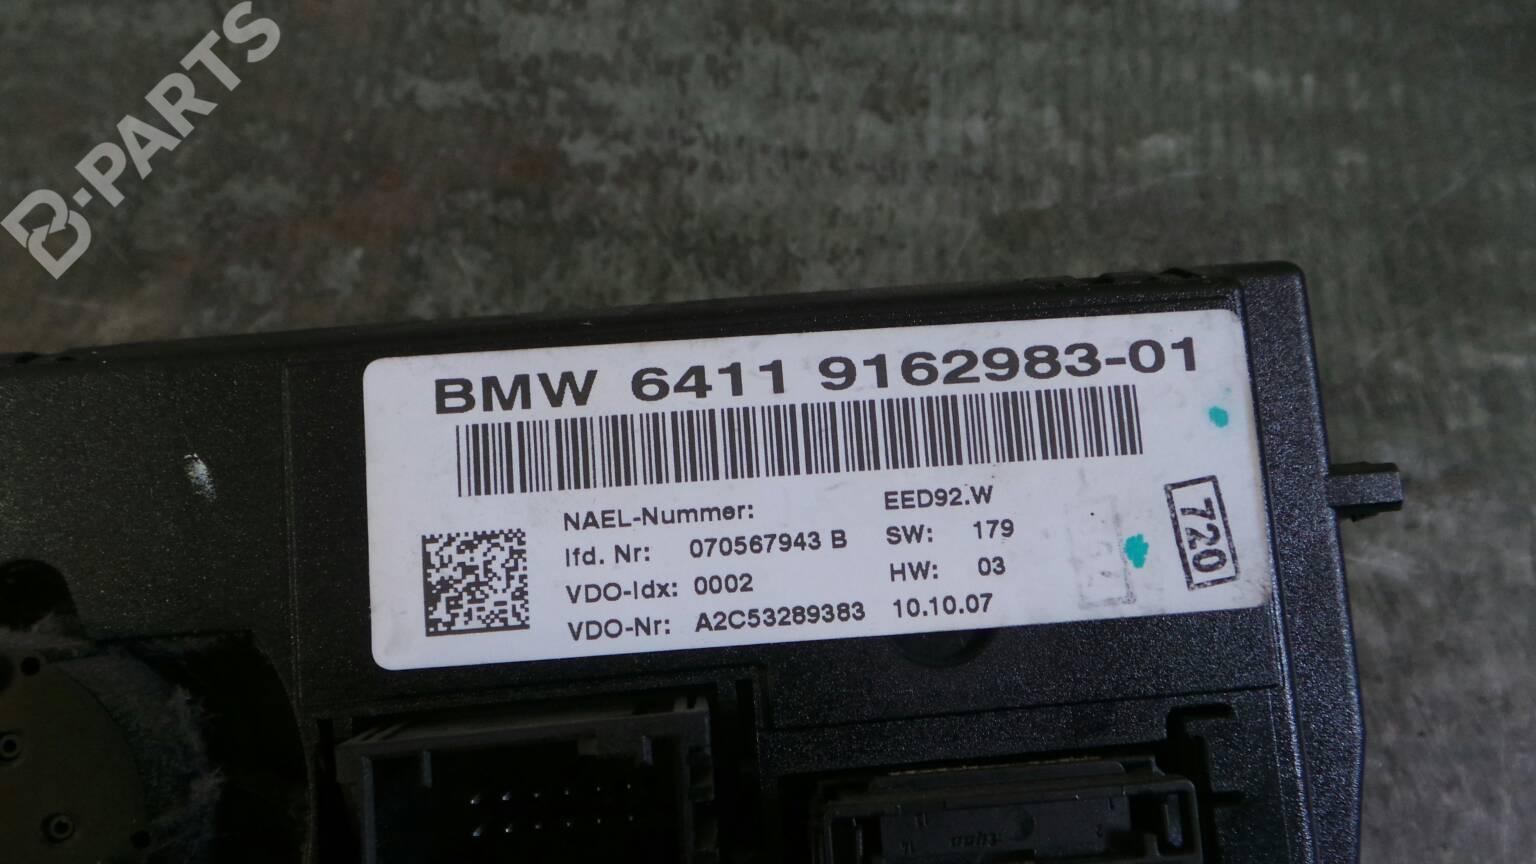 B-PARTS
BMW 6411 9162983-01
NAEL-Nummer: EED92.W
lfd. Nr: 070567943 B SW: 179
VDO-Idx: 0002 HW: 03
VDO-Nr: A2C53289383 10.10.07
720